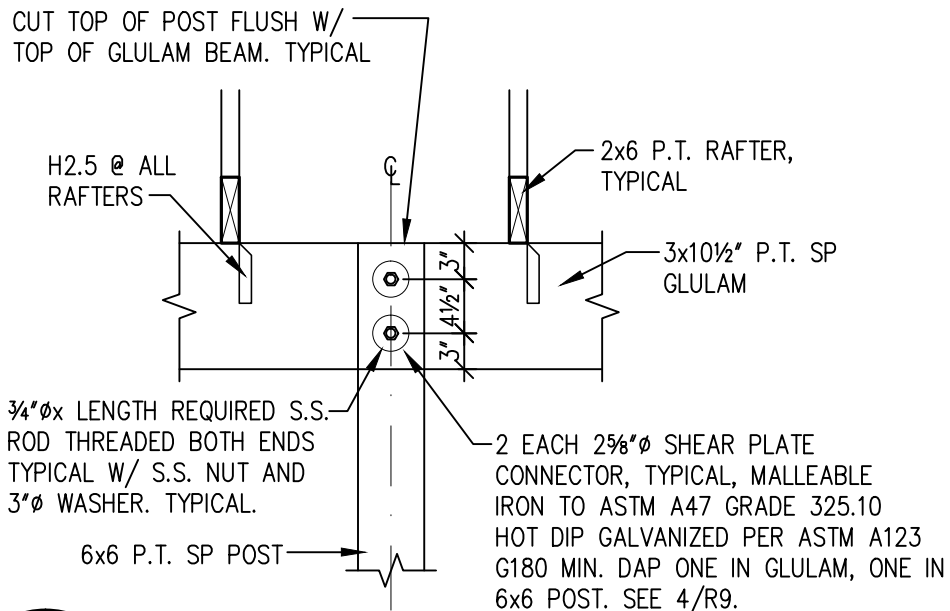 CUT TOP OF POST FLUSH W/
TOP OF GLULAM BEAM. TYPICAL
H2.5 @ ALL
RAFTERS
℄
2x6 P.T. RAFTER,
TYPICAL
3x10½" P.T. SP
GLULAM
3"
4½"
3"
¾"øx LENGTH REQUIRED S.S.
ROD THREADED BOTH ENDS
TYPICAL W/ S.S. NUT AND
3"ø WASHER. TYPICAL.
6x6 P.T. SP POST
2 EACH 2⅝"ø SHEAR PLATE
CONNECTOR, TYPICAL, MALLEABLE
IRON TO ASTM A47 GRADE 325.10
HOT DIP GALVANIZED PER ASTM A123
G180 MIN. DAP ONE IN GLULAM, ONE IN
6x6 POST. SEE 4/R9.